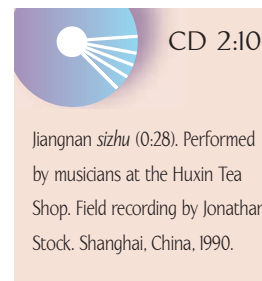 CD 2:10
Jiangnan sizhu (0:28). Performed
by musicians at the Huxin Tea
Shop. Field recording by Jonathan
Stock. Shanghai, China, 1990.